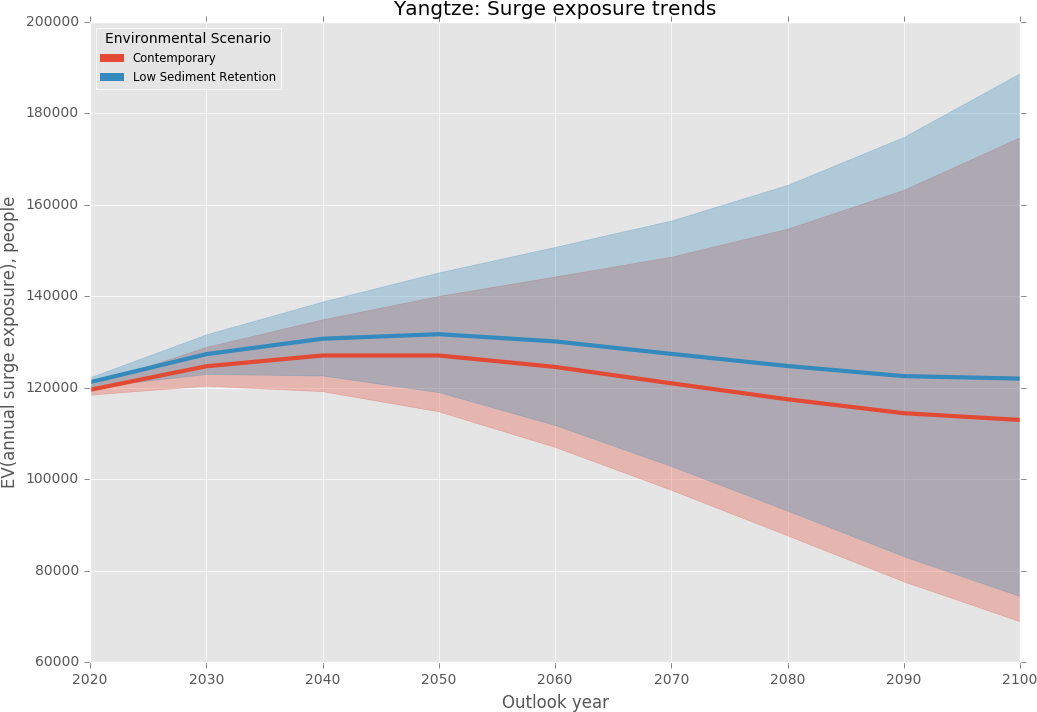 Yangtze: Surge exposure trends
200000
180000
160000
140000
120000
100000
80000
60000
EV(annual surge exposure), people
Environmental Scenario
Contemporary
Low Sediment Retention
2020 2030 2040 2050 2060 2070 2080 2090 2100
Outlook year